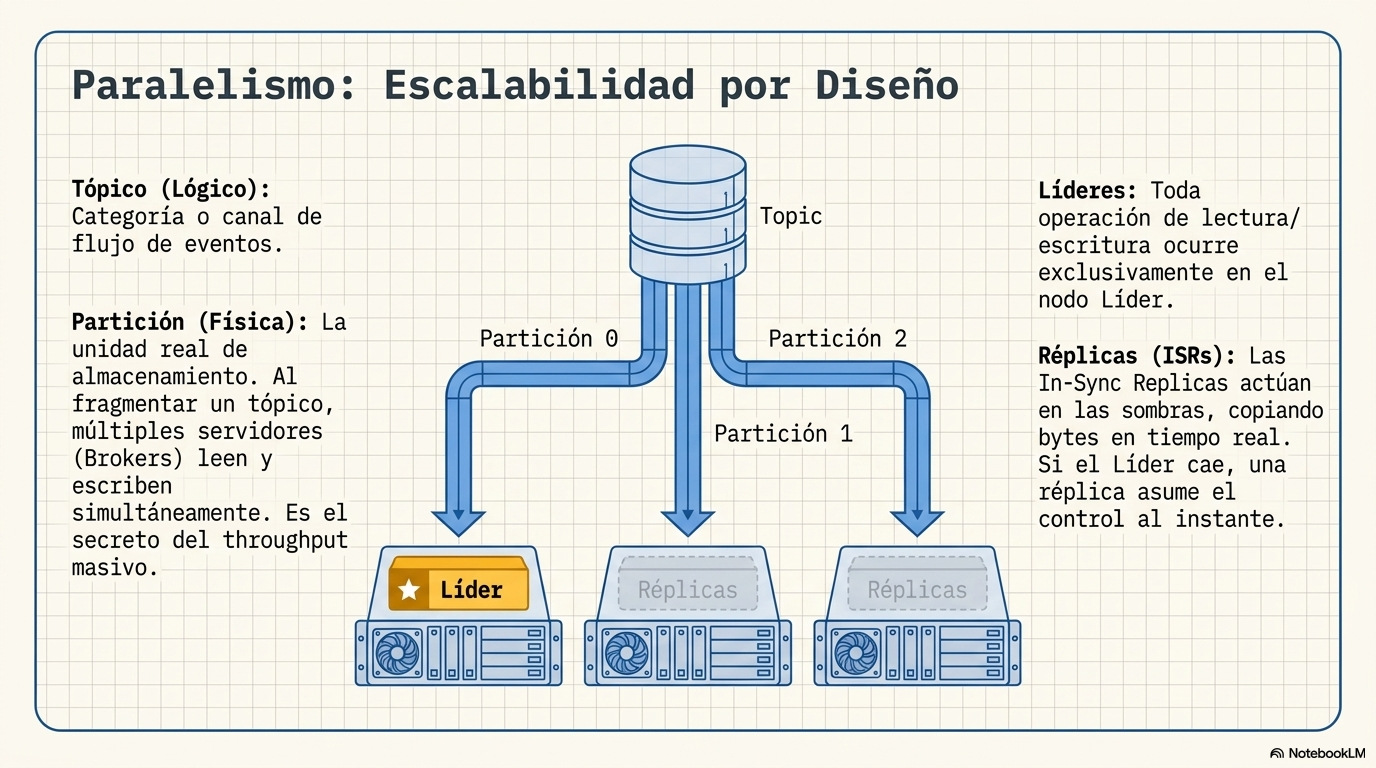 Paralelismo: Escalabilidad por Diseño
Tópico (Lógico):
Categoría o canal de
flujo de eventos.
Partición (Física): La
unidad real de
almacenamiento. Al
fragmentar un tópico,
múltiples servidores
(Brokers) leen y
escriben
simultáneamente. Es el
secreto del throughput
masivo.
Topic
1
1
1
Partición 0
Partición 2
Partición 1
Líder
Réplicas
Réplicas
Líderes: Toda
operación de lectura/
escritura ocurre
exclusivamente en el
nodo Líder.
Réplicas (ISRs): Las
In-Sync Replicas actúan
en las sombras, copiando
bytes en tiempo real.
Si el Líder cae, una
réplica asume el
control al instante.
NotebookLM